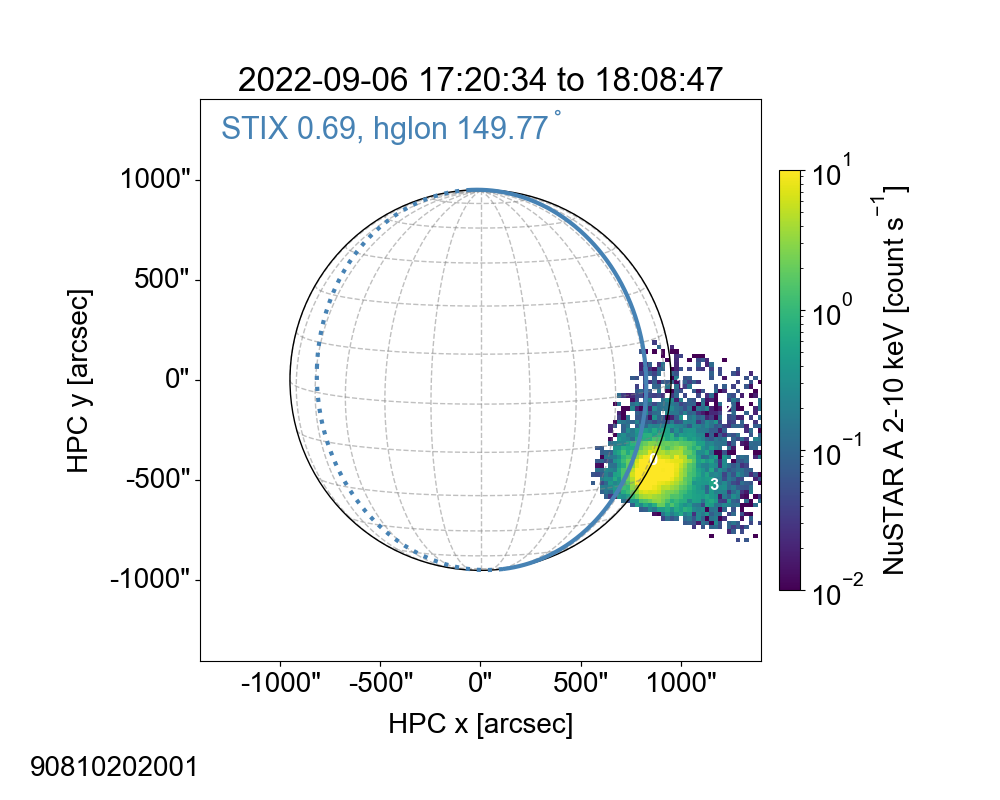 2022-09-06 17:20:34 to 18:08:47
STIX 0.69, hglon 149.77°
1000"
500"
0"
-500"
-1000"
HPC y [arcsec]
-1000" -500" 0" 500" 1000"
HPC x [arcsec]
10¹
10⁰
10⁻¹
10⁻²
NuSTAR A 2-10 keV [count s⁻¹]
2
3
90810202001